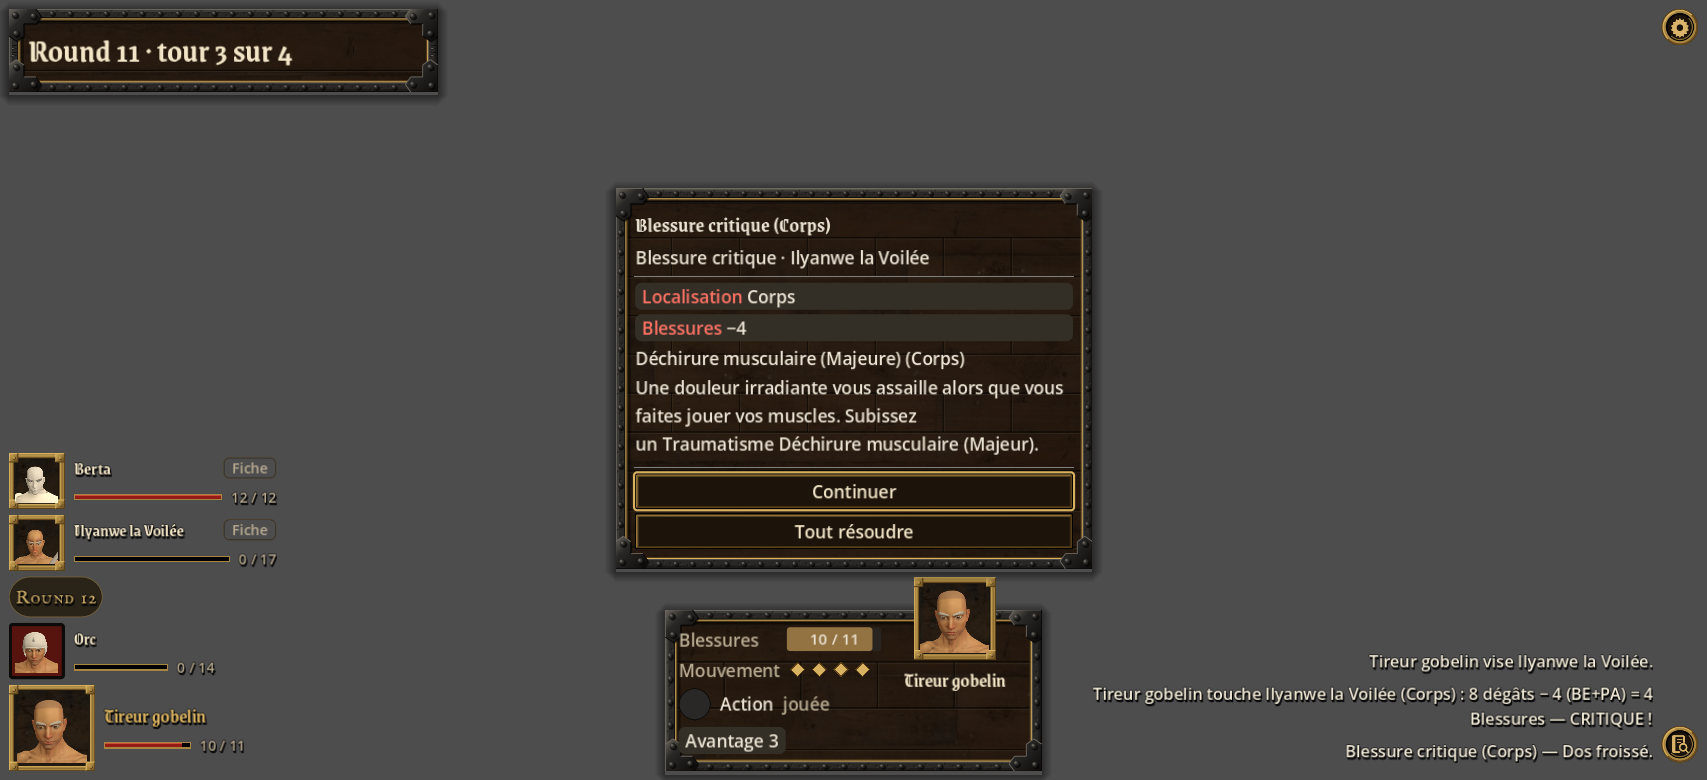 Round 11 · tour 3 sur 4
Blessure critique (Corps)
Blessure critique · Ilyanwe la Voilée
Localisation Corps
Blessures −4
Déchirure musculaire (Majeure) (Corps)
Une douleur irradiante vous assaille alors que vous
faites jouer vos muscles. Subissez
un Traumatisme Déchirure musculaire (Majeur).
Continuer
Tout résoudre
Berta
Fiche
12 / 12
Ilyanwe la Voilée
Fiche
0 / 17
Round 12
Orc
0 / 14
Tireur gobelin
10 / 11
Blessures 10 / 11
Mouvement
Tireur gobelin
Action jouée
Avantage 3
Tireur gobelin vise Ilyanwe la Voilée.
Tireur gobelin touche Ilyanwe la Voilée (Corps) : 8 dégâts − 4 (BE+PA) = 4
Blessures — CRITIQUE !
Blessure critique (Corps) — Dos froissé.